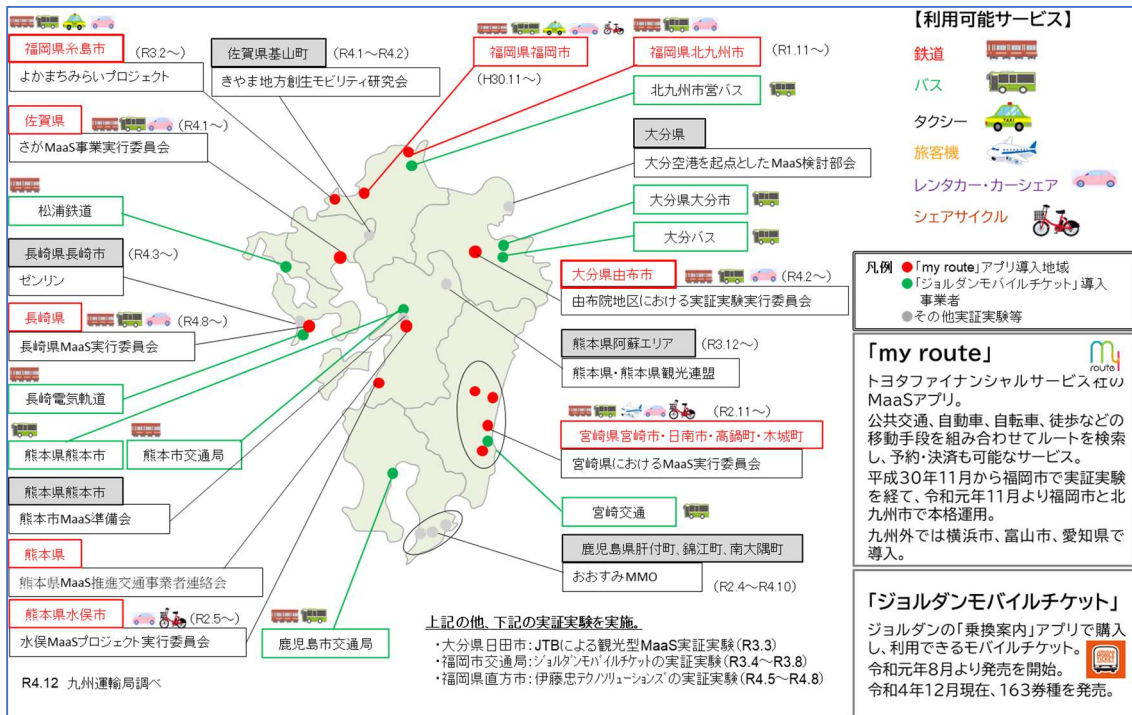 福岡県糸島市 (R3.2～)
よかまちみらいプロジェクト
佐賀県基山町 (R4.1～R4.2)
きやま地方創生モビリティ研究会
福岡県福岡市
(H30.11～)
福岡県北九州市 (R1.11～)
北九州市営バス
佐賀県 (R4.1～)
さがMaaS事業実行委員会
大分県
大分空港を起点としたMaaS検討部会
松浦鉄道
大分県大分市
大分バス
長崎県長崎市 (R4.3～)
ゼンリン
大分県由布市 (R4.2～)
由布院地区における実証実験実行委員会
長崎県 (R4.8～)
長崎県MaaS実行委員会
熊本県阿蘇エリア (R3.12～)
熊本県・熊本県観光連盟
長崎電気軌道
(R2.11～)
宮崎県宮崎市・日南市・高鍋町・木城町
宮崎県におけるMaaS実行委員会
熊本県熊本市
熊本市交通局
熊本県熊本市
熊本市MaaS準備会
宮崎交通
熊本県
熊本県MaaS推進交通事業者連絡会
鹿児島県肝付町、錦江町、南大隅町
おおすみMMO
(R2.4～R4.10)
熊本県水俣市 (R2.5～)
水俣MaaSプロジェクト実行委員会
鹿児島市交通局
上記の他、下記の実証実験を実施。
・大分県日田市：JTBによる観光型MaaS実証実験(R3.3)
・福岡市交通局：ジョルダンモバイルチケットの実証実験(R3.4～R3.8)
・福岡県直方市：伊藤忠テクノソリューションズの実証実験(R4.5～R4.8)
R4.12 九州運輸局調べ
【利用可能サービス】
鉄道
バス
タクシー
TAXI
旅客機
レンタカー・カーシェア
シェアサイクル
凡例 ●「my route」アプリ導入地域
●「ジョルダンモバイルチケット」導入
事業者
●その他実証実験等
「my route」
my
route
トヨタファイナンシャルサービス社の
MaaSアプリ。
公共交通、自動車、自転車、徒歩などの
移動手段を組み合わせてルートを検索
し、予約・決済も可能なサービス。
平成30年11月から福岡市で実証実験
を経て、令和元年11月より福岡市と北
九州市で本格運用。
九州外では横浜市、富山市、愛知県で
導入。
「ジョルダンモバイルチケット」
ジョルダンの「乗換案内」アプリで購入
し、利用できるモバイルチケット。
令和元年8月より発売を開始。
令和4年12月現在、163券種を発売。